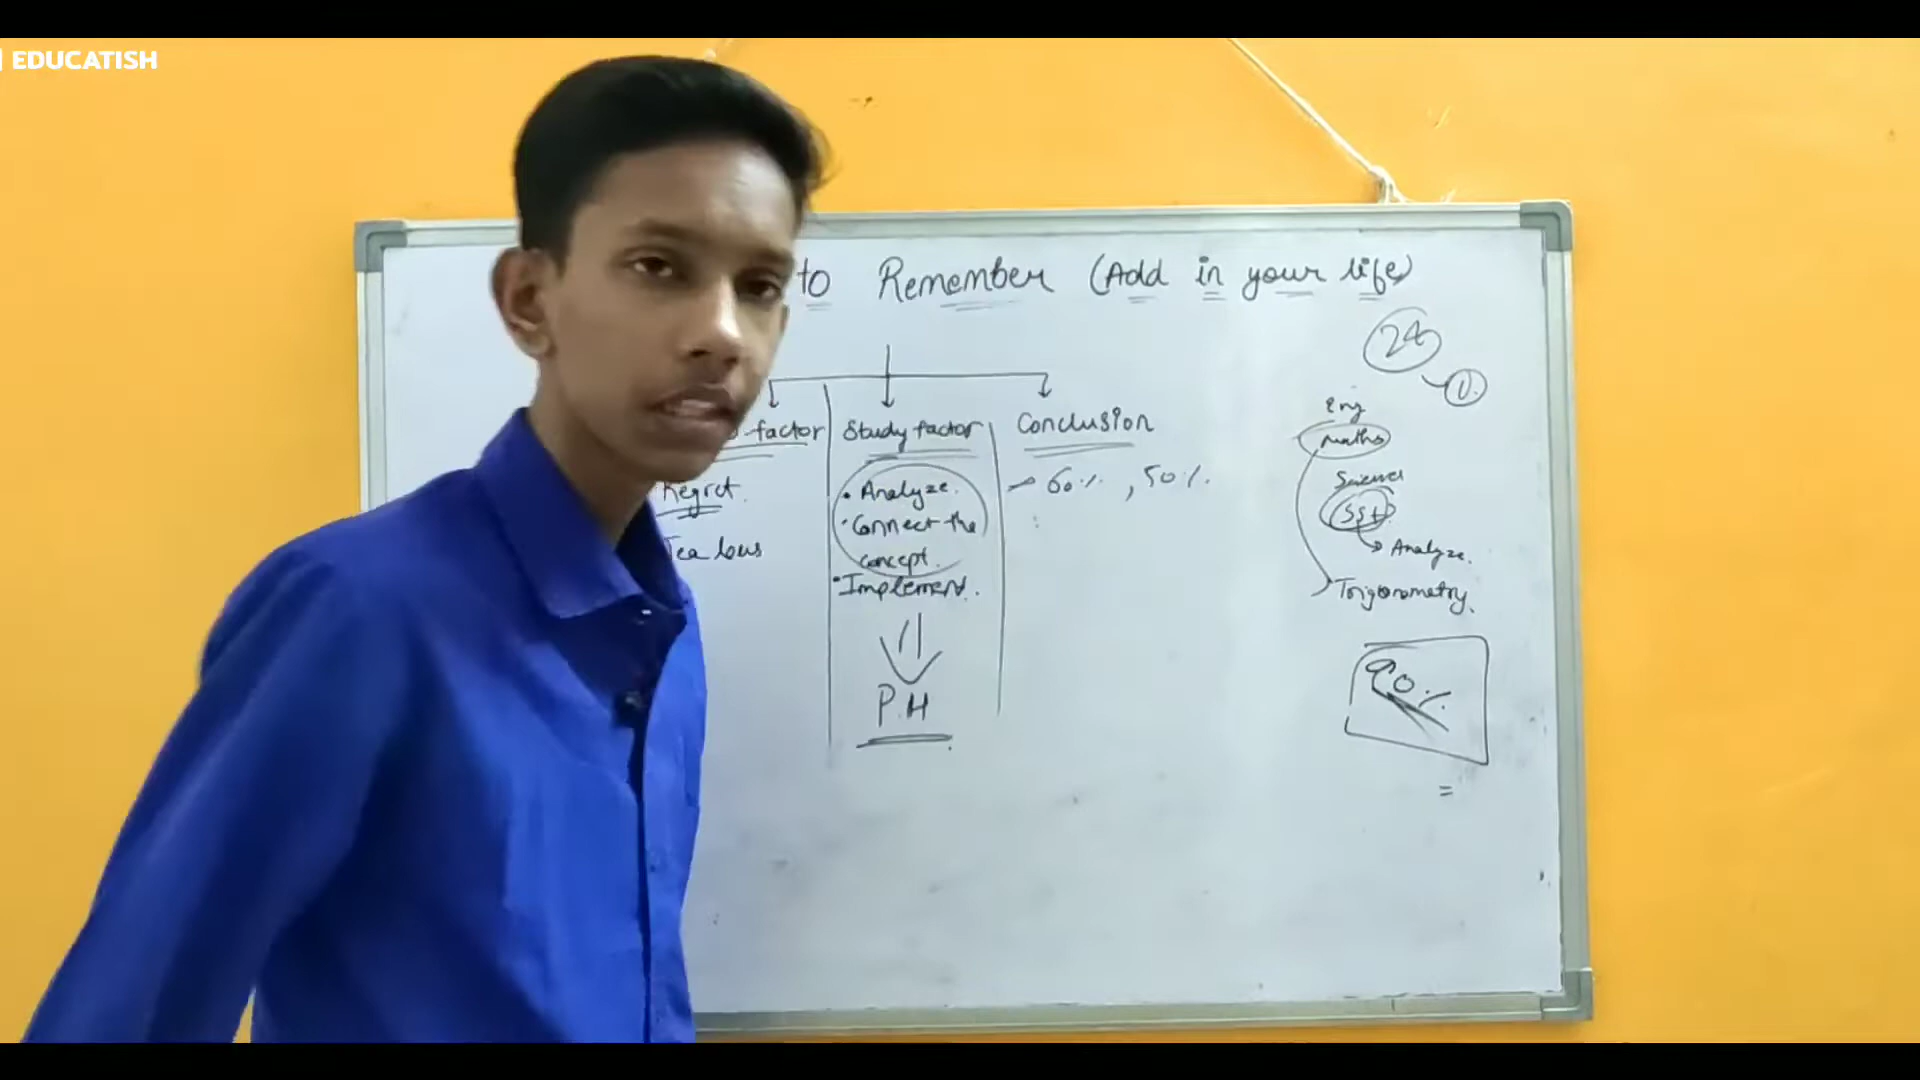 EDUCATISH
to Remember (Add in your life)
factor
Regret.
Jealous
Study factor
• Analyze.
• Connect the
concept.
• Implement.
P.H
Conclusion
60%, 50%.
24
Eng
maths
Science
SST
Analyze.
Trigonometry.
90%.
=